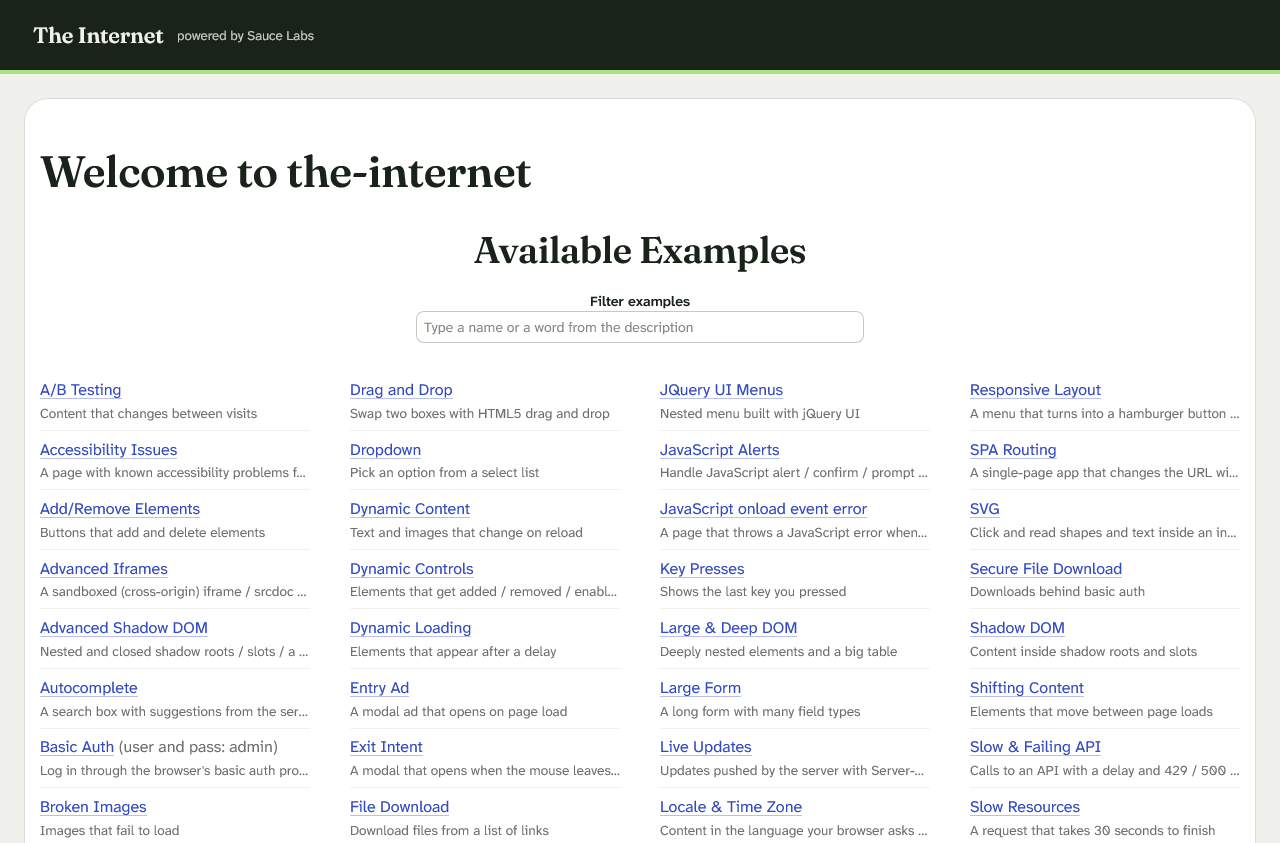 The Internet powered by Sauce Labs
Welcome to the-internet
Available Examples
Filter examples
Type a name or a word from the description
A/B Testing
Content that changes between visits
Accessibility Issues
A page with known accessibility problems f...
Add/Remove Elements
Buttons that add and delete elements
Advanced Iframes
A sandboxed (cross-origin) iframe / srcdoc ...
Advanced Shadow DOM
Nested and closed shadow roots / slots / a ...
Autocomplete
A search box with suggestions from the ser...
Basic Auth (user and pass: admin)
Log in through the browser's basic auth pro...
Broken Images
Images that fail to load
Drag and Drop
Swap two boxes with HTML5 drag and drop
Dropdown
Pick an option from a select list
Dynamic Content
Text and images that change on reload
Dynamic Controls
Elements that get added / removed / enabl...
Dynamic Loading
Elements that appear after a delay
Entry Ad
A modal ad that opens on page load
Exit Intent
A modal that opens when the mouse leaves...
File Download
Download files from a list of links
JQuery UI Menus
Nested menu built with jQuery UI
JavaScript Alerts
Handle JavaScript alert / confirm / prompt ...
JavaScript onload event error
A page that throws a JavaScript error when...
Key Presses
Shows the last key you pressed
Large & Deep DOM
Deeply nested elements and a big table
Large Form
A long form with many field types
Live Updates
Updates pushed by the server with Server-...
Locale & Time Zone
Content in the language your browser asks ...
Responsive Layout
A menu that turns into a hamburger button ...
SPA Routing
A single-page app that changes the URL wi...
SVG
Click and read shapes and text inside an in...
Secure File Download
Downloads behind basic auth
Shadow DOM
Content inside shadow roots and slots
Shifting Content
Elements that move between page loads
Slow & Failing API
Calls to an API with a delay and 429 / 500 ...
Slow Resources
A request that takes 30 seconds to finish